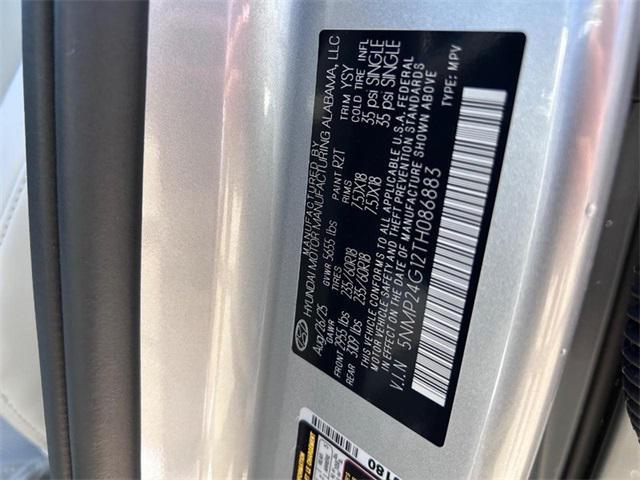 MANUFACTURED BY
HYUNDAI MOTOR MANUFACTURING ALABAMA, LLC
Aug/26/25 GVWR 5655 lbs PAINT R2T TRIM YSY
GAWR TIRES RIMS COLD TIRE INFL
FRONT 2955 lbs 235/60R18 7.5JX18 35 psi SINGLE
REAR 3109 lbs 235/60R18 7.5JX18 35 psi SINGLE
THIS VEHICLE CONFORMS TO ALL APPLICABLE U.S.A. FEDERAL
MOTOR VEHICLE SAFETY AND THEFT PREVENTION STANDARDS
IN EFFECT ON THE DATE OF MANUFACTURE SHOWN ABOVE
V.I.N 5NMP24G12TH086883 TYPE: MPV
180